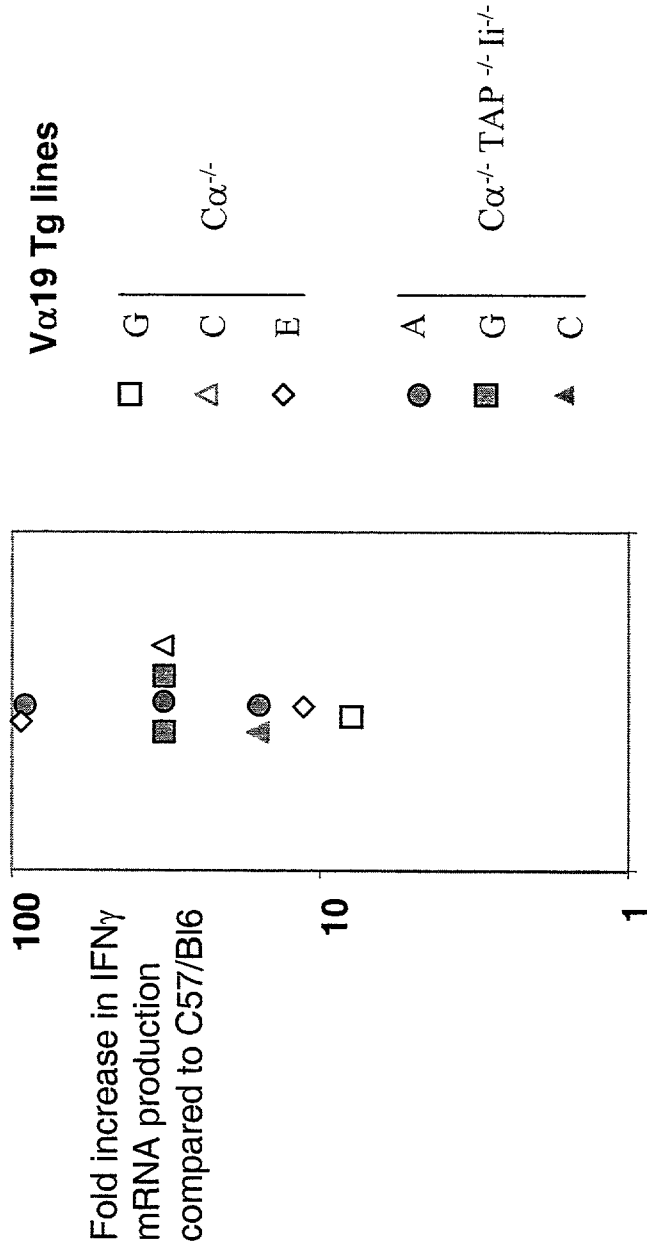 Fold increase in IFNγ
mRNA production
compared to C57/Bl6
100
10
1
Vα19 Tg lines
G
C
E
Cα-/-
A
G
C
Cα-/- TAP -/- Ii-/-